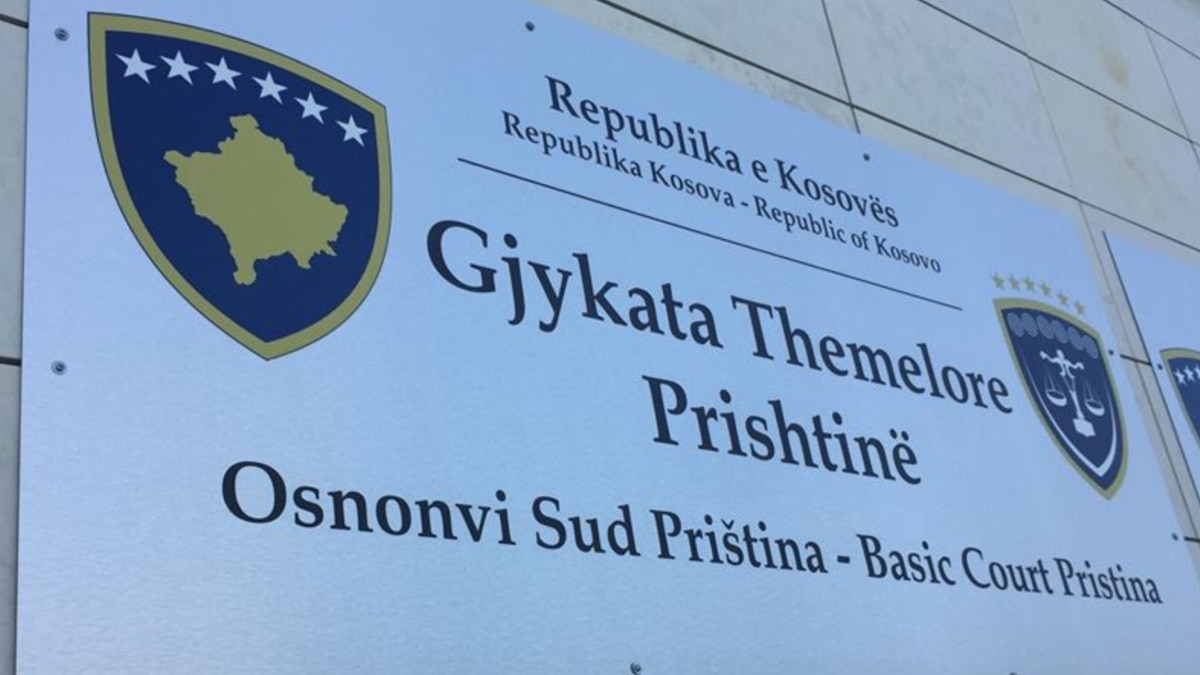 Republika e Kosovës
Republika Kosova - Republic of Kosovo
Gjykata Themelore
Prishtinë
Osnonvi Sud Priština - Basic Court Pristina